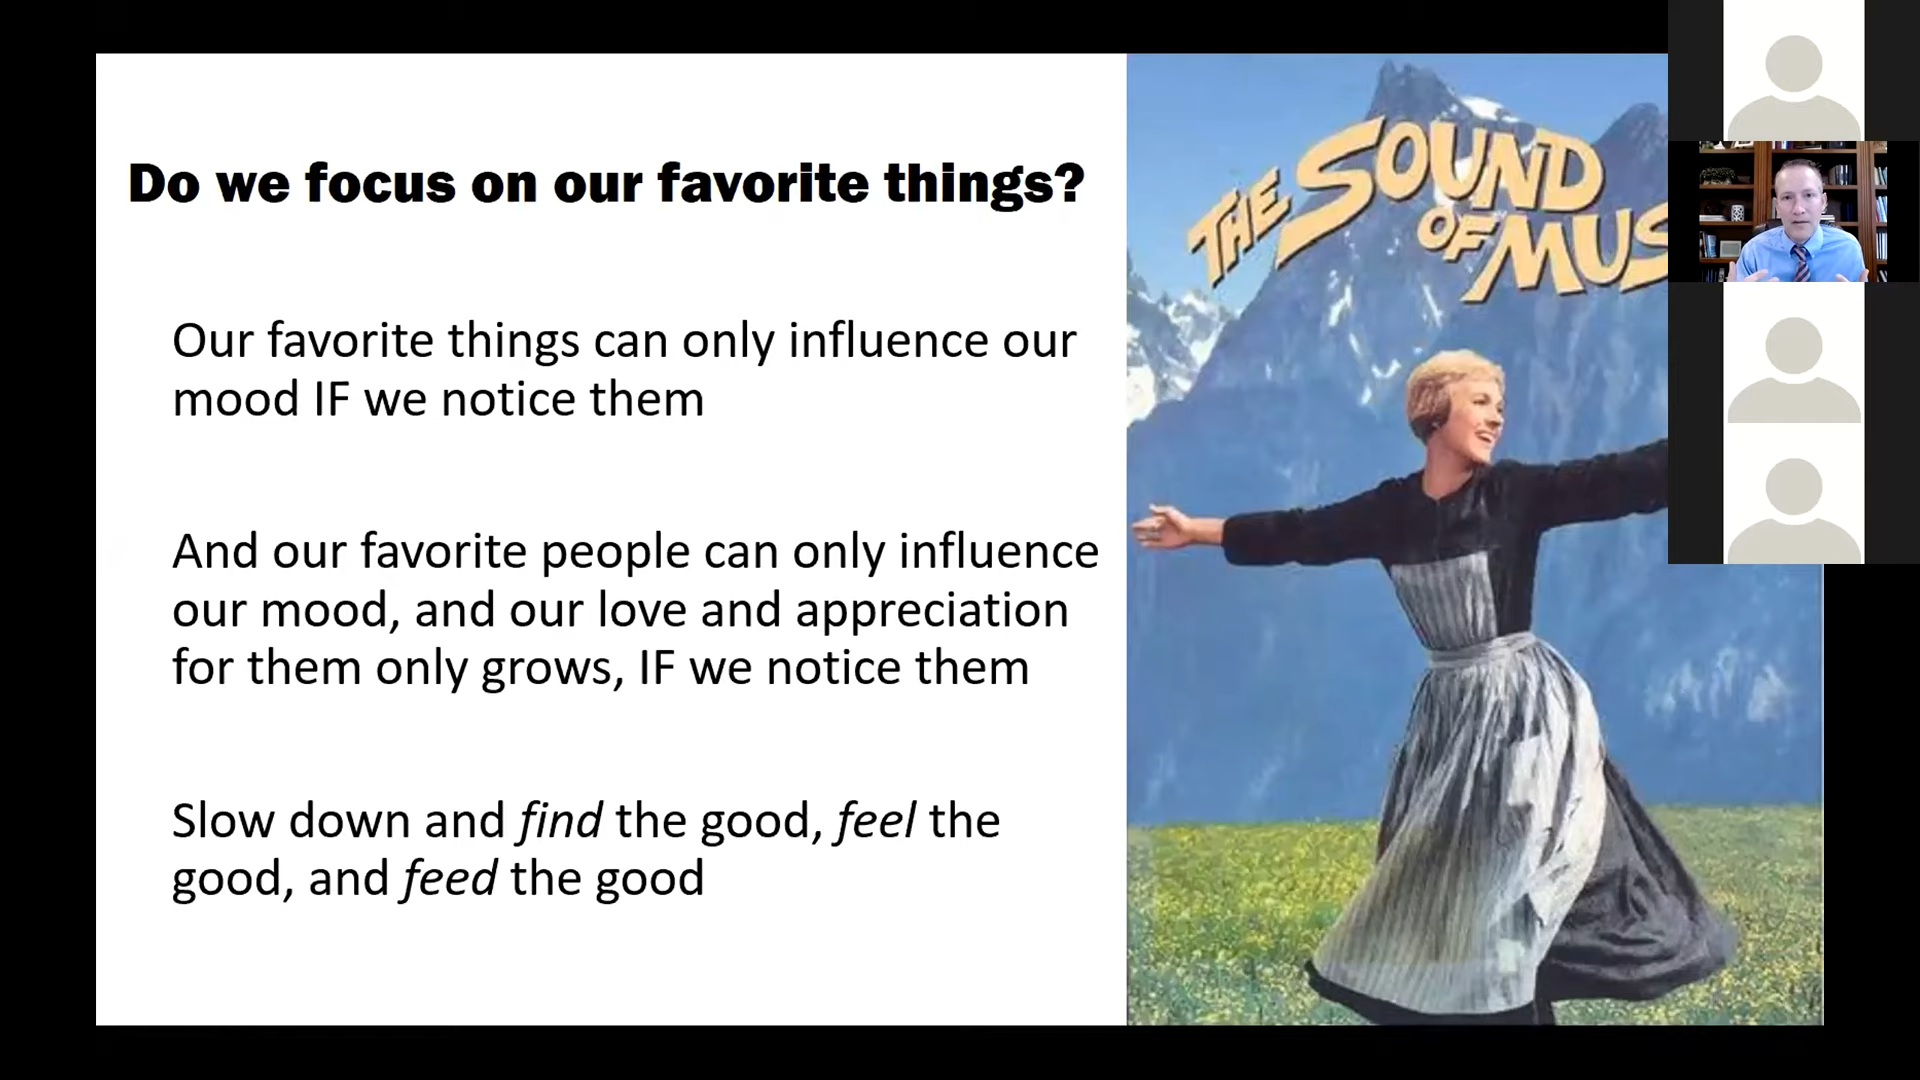 Do we focus on our favorite things?
Our favorite things can only influence our
mood IF we notice them
And our favorite people can only influence
our mood, and our love and appreciation
for them only grows, IF we notice them
Slow down and find the good, feel the
good, and feed the good
THE SOUND
OF MUS